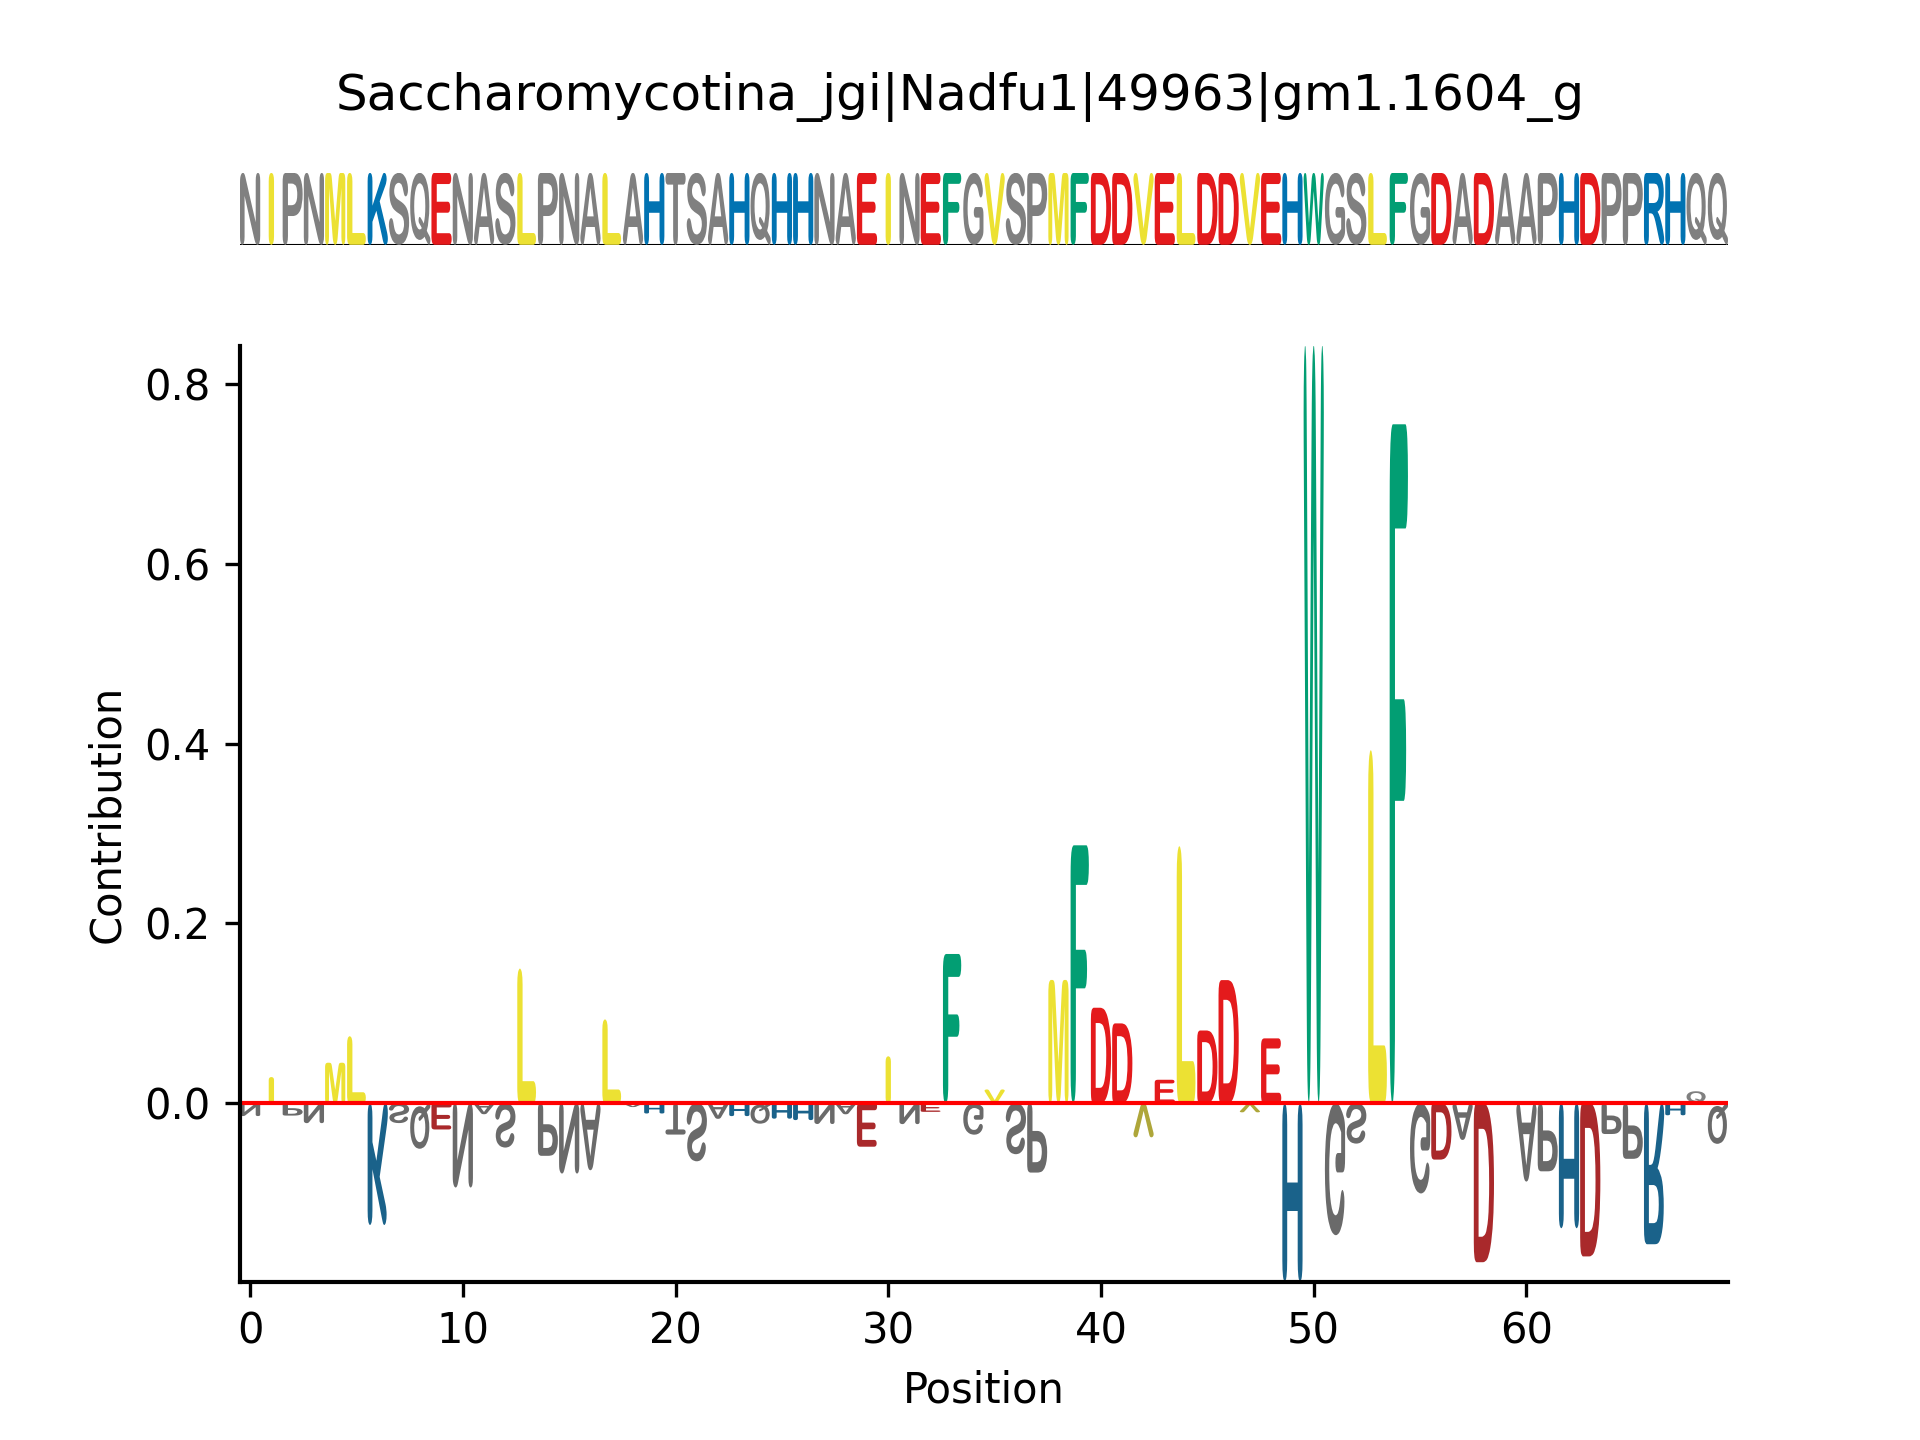 Saccharomycotina_jgi|Nadfu1|49963|gm1.1604_g
NIPNMLKSQENASLPNALAHTSAHQHHNAEINEFGVSPMFDDVELDDVEHWGSLFGDADAAPHDPPRHQQ
0.8
0.6
0.4
0.2
0.0
Contribution
0 10 20 30 40 50 60
Position